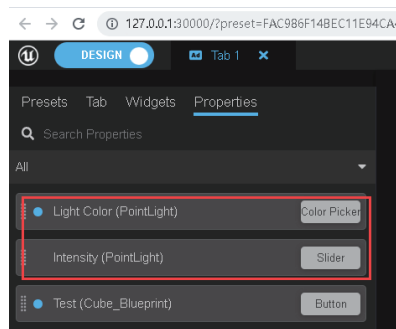 127.0.0.1:30000/?preset=FAC986F14BEC11E94CA
DESIGN Tab 1
Presets Tab Widgets Properties
Search Properties
All
Light Color (PointLight) Color Picker
Intensity (PointLight) Slider
Test (Cube_Blueprint) Button